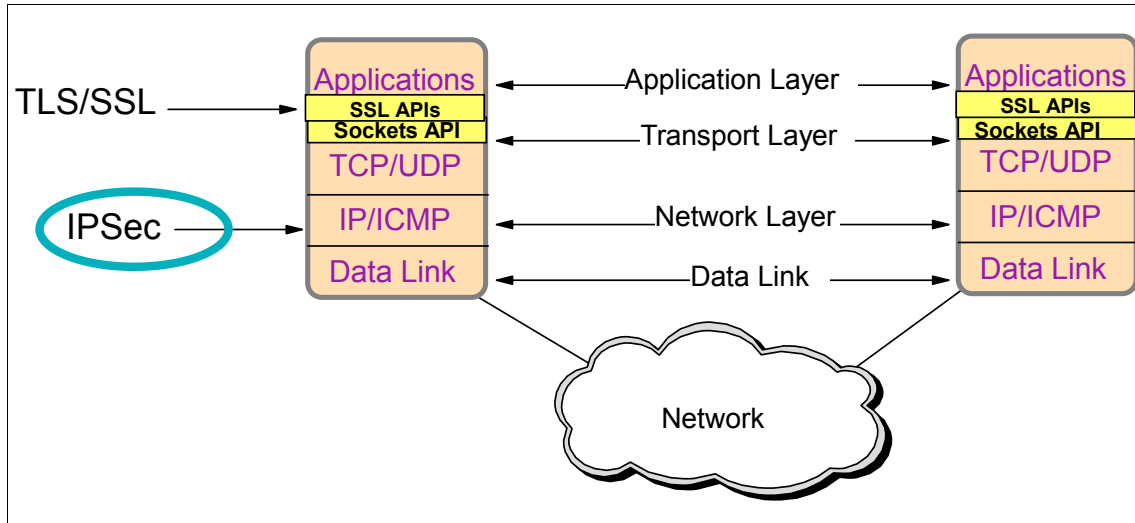 Applications
Application Layer
Applications
TLS/SSL
SSL APIs
SSL APIs
Sockets API
Transport Layer
Sockets API
TCP/UDP
TCP/UDP
IPSec
IP/ICMP
Network Layer
IP/ICMP
Data Link
Data Link
Data Link
Network